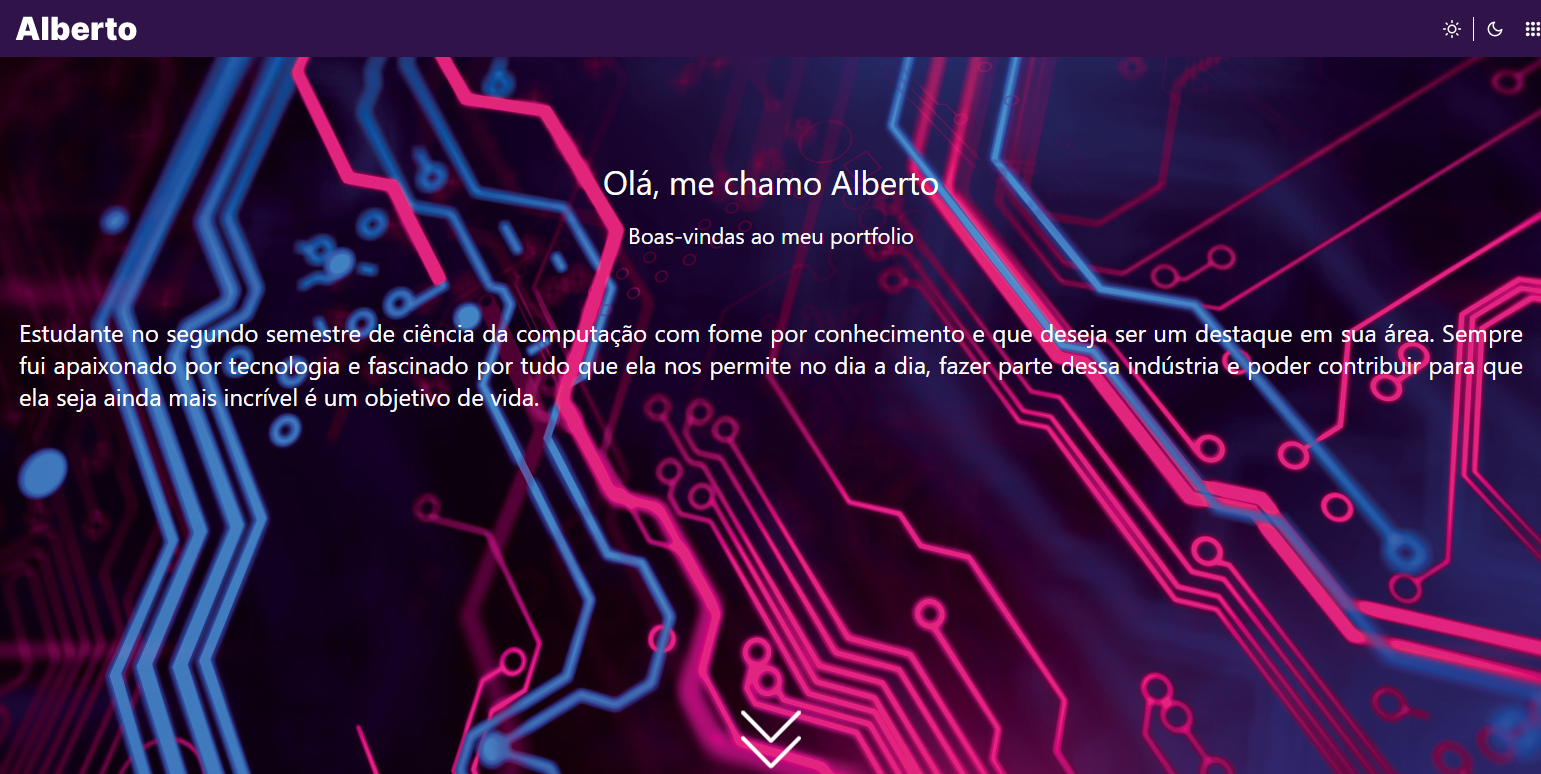 Alberto
Olá, me chamo Alberto
Boas-vindas ao meu portfolio
Estudante no segundo semestre de ciência da computação com fome por conhecimento e que deseja ser um destaque em sua área. Sempre
fui apaixonado por tecnologia e fascinado por tudo que ela nos permite no dia a dia, fazer parte dessa indústria e poder contribuir para que
ela seja ainda mais incrível é um objetivo de vida.